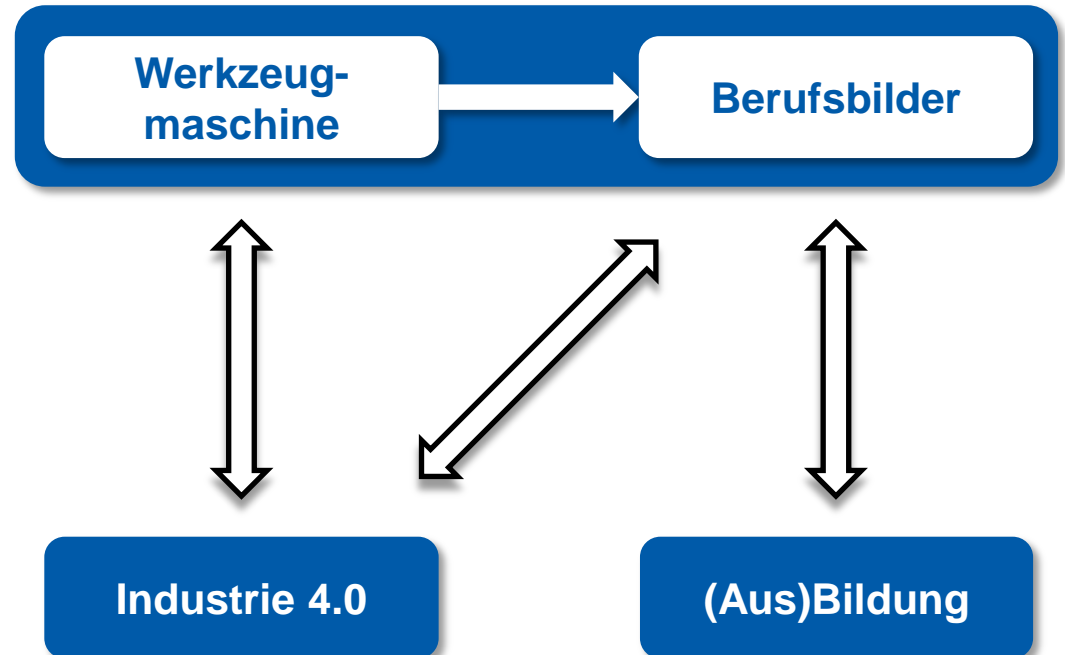 Werkzeug-
maschine
Berufsbilder
Industrie 4.0
(Aus)Bildung